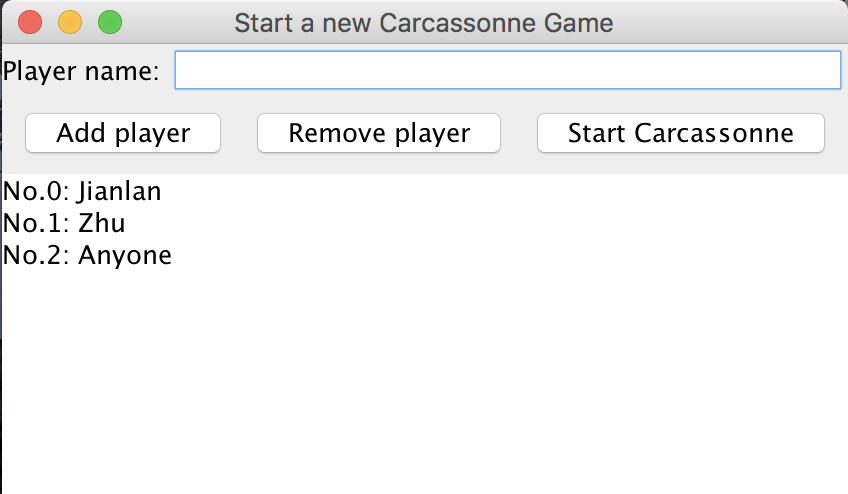 Start a new Carcassonne Game
Player name:
Add player
Remove player
Start Carcassonne
No.0: Jianlan
No.1: Zhu
No.2: Anyone